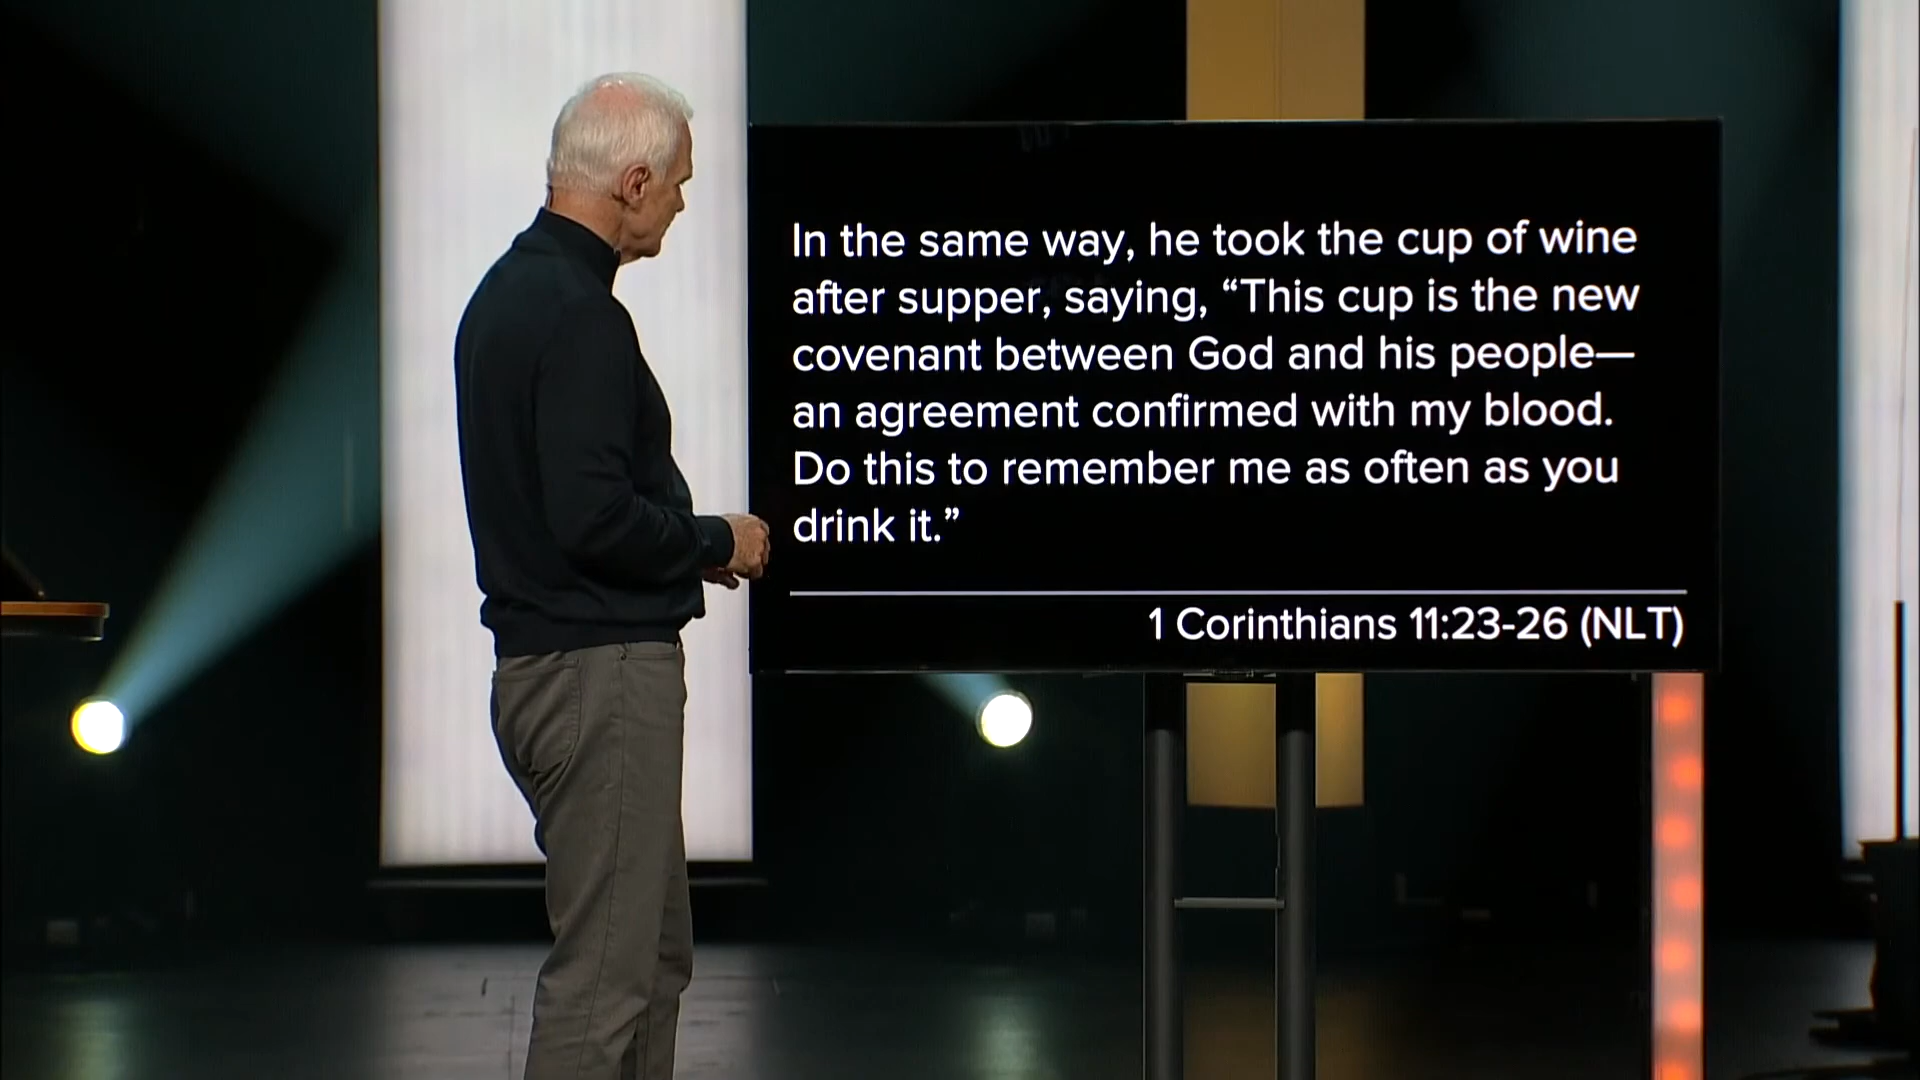 In the same way, he took the cup of wine
after supper, saying, “This cup is the new
covenant between God and his people—
an agreement confirmed with my blood.
Do this to remember me as often as you
drink it.”
1 Corinthians 11:23-26 (NLT)